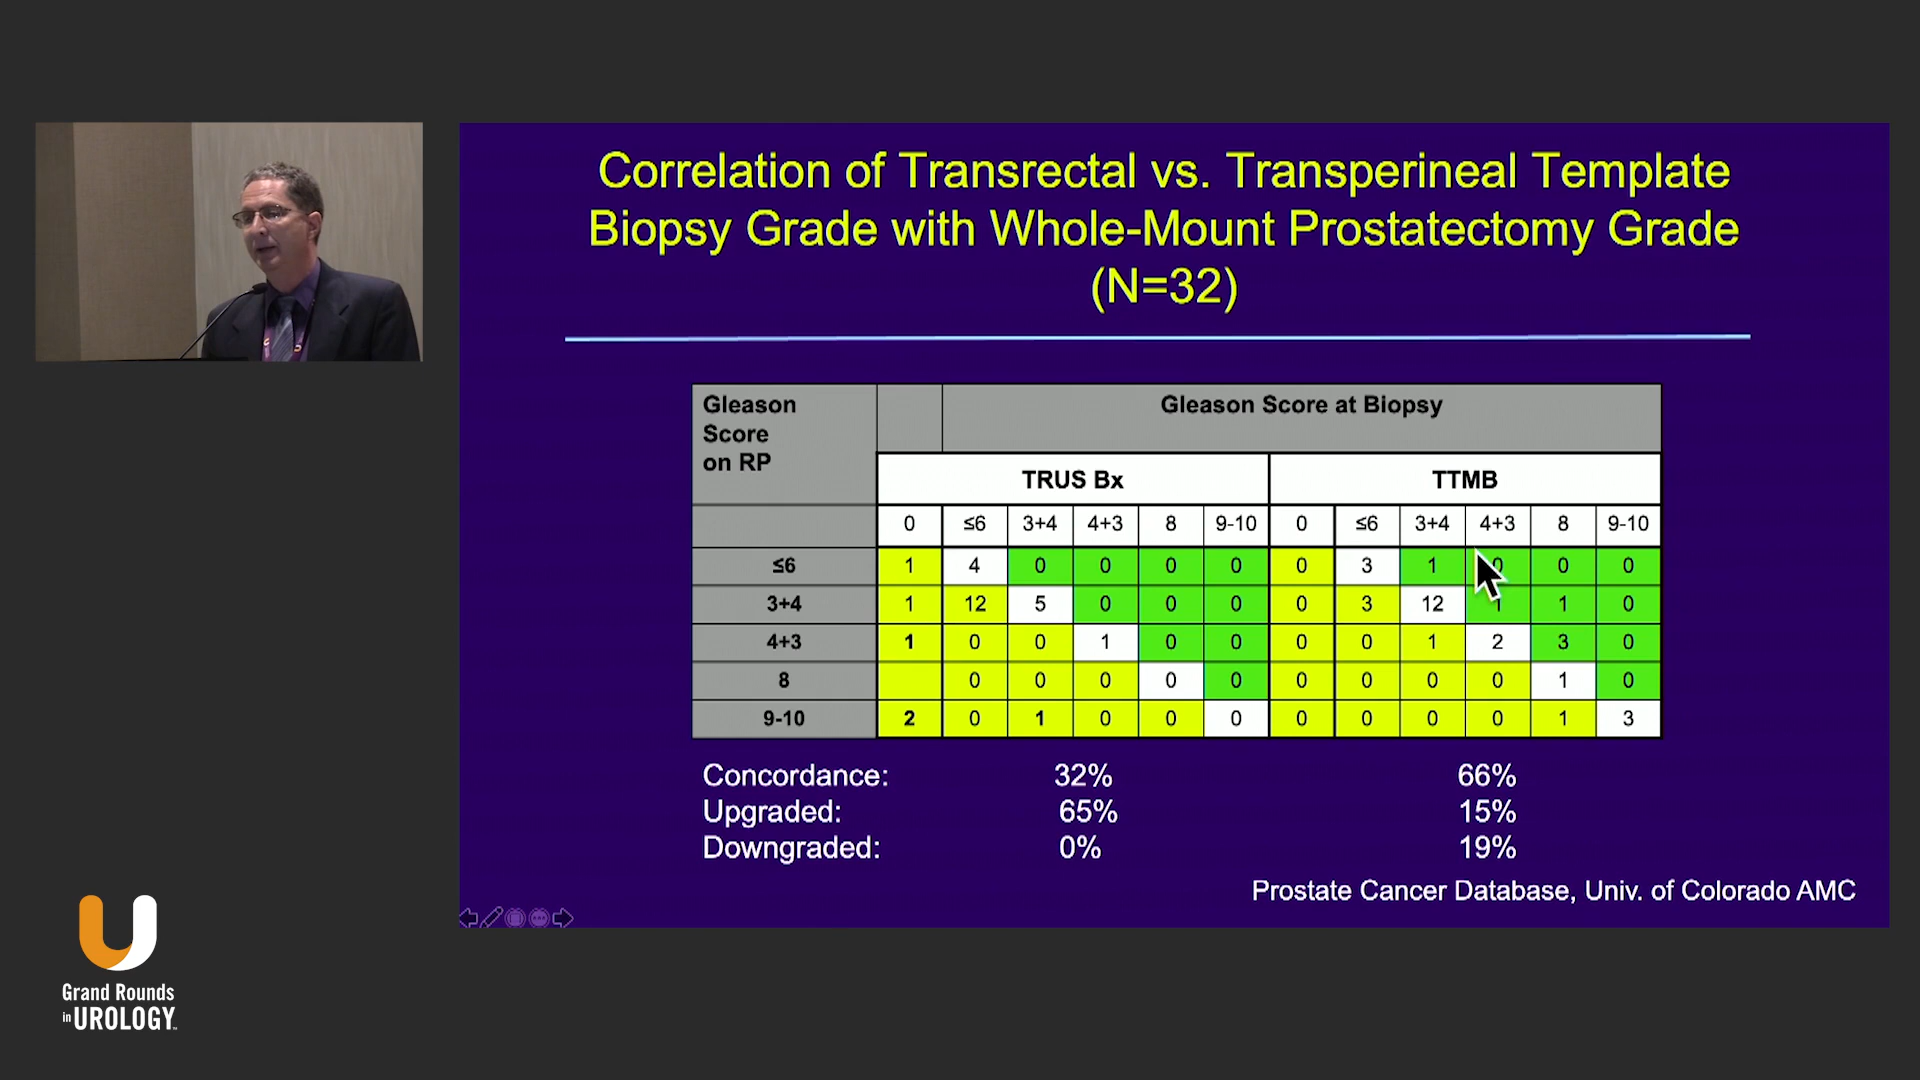 Correlation of Transrectal vs. Transperineal Template
Biopsy Grade with Whole-Mount Prostatectomy Grade
(N=32)
Gleason Score on RP
Gleason Score at Biopsy
TRUS Bx TTMB
0 ≤6 3+4 4+3 8 9-10 0 ≤6 3+4 4+3 8 9-10
≤6 1 4 0 0 0 0 0 3 1 0 0 0
3+4 1 12 5 0 0 0 0 3 12 1 1 0
4+3 1 0 0 1 0 0 0 0 1 2 3 0
8 0 0 0 0 0 0 0 0 0 1 0
9-10 2 0 1 0 0 0 0 0 0 0 1 3
Concordance: 32% 66%
Upgraded: 65% 15%
Downgraded: 0% 19%
Prostate Cancer Database, Univ. of Colorado AMC
Grand Rounds
in UROLOGY